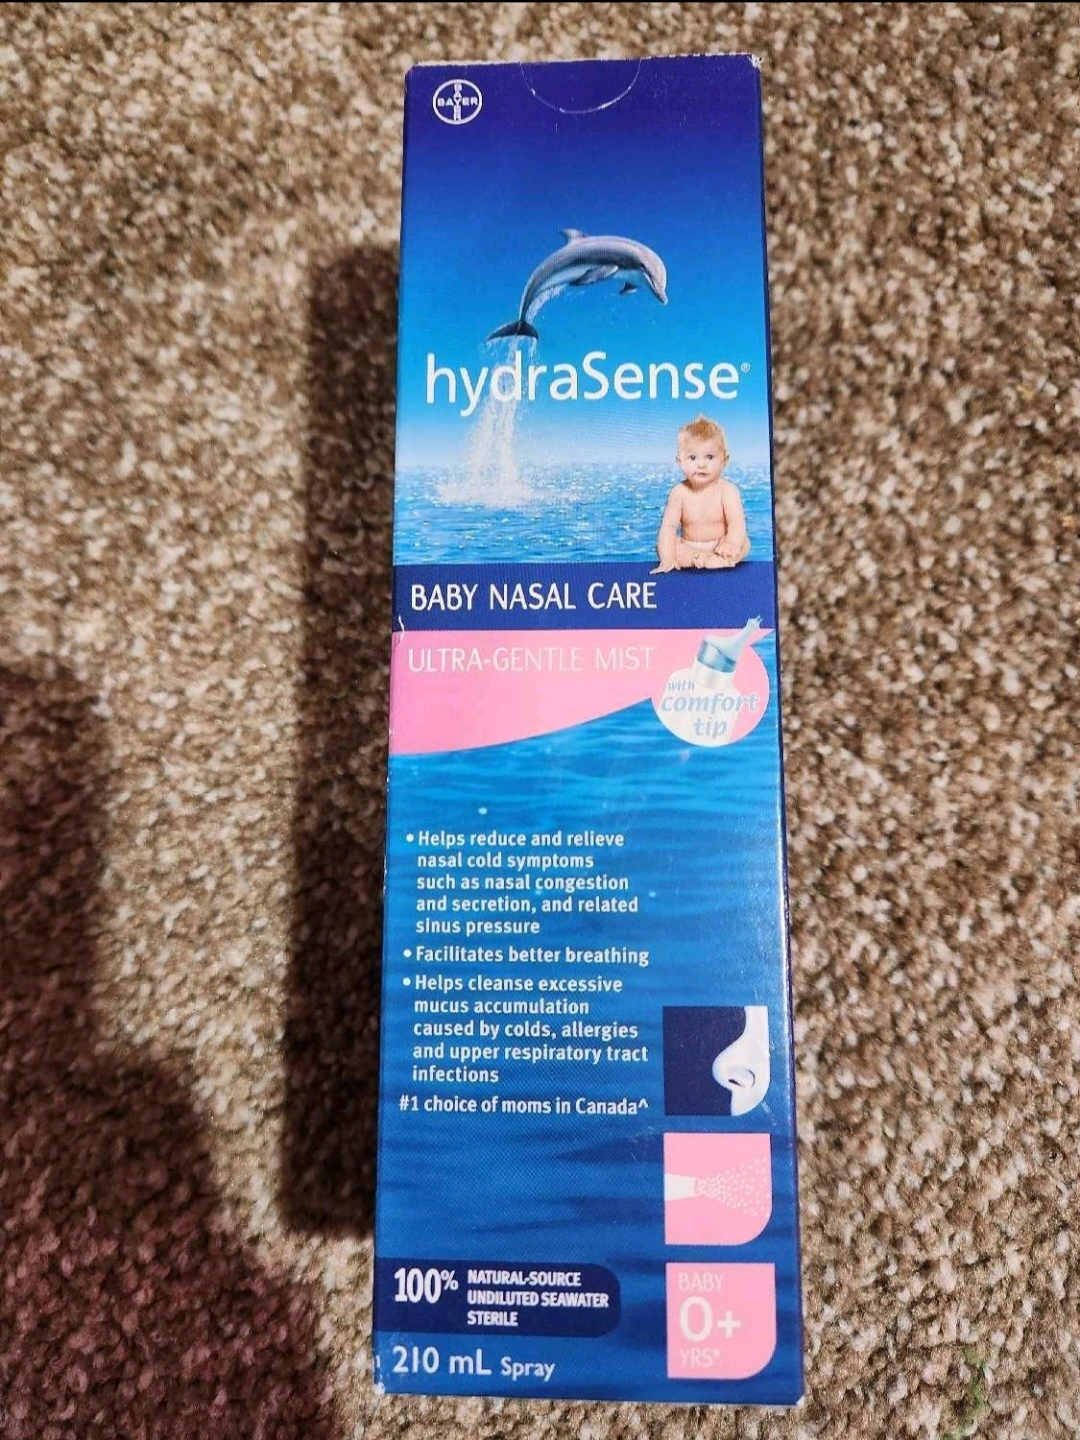 BAYER
BAYER
hydraSense®
BABY NASAL CARE
ULTRA-GENTLE MIST
with
comfort
tip
• Helps reduce and relieve
nasal cold symptoms
such as nasal congestion
and secretion, and related
sinus pressure
• Facilitates better breathing
• Helps cleanse excessive
mucus accumulation
caused by colds, allergies
and upper respiratory tract
infections
#1 choice of moms in Canada^
100% NATURAL-SOURCE
UNDILUTED SEAWATER
STERILE
BABY
0+
YRS*
210 mL Spray